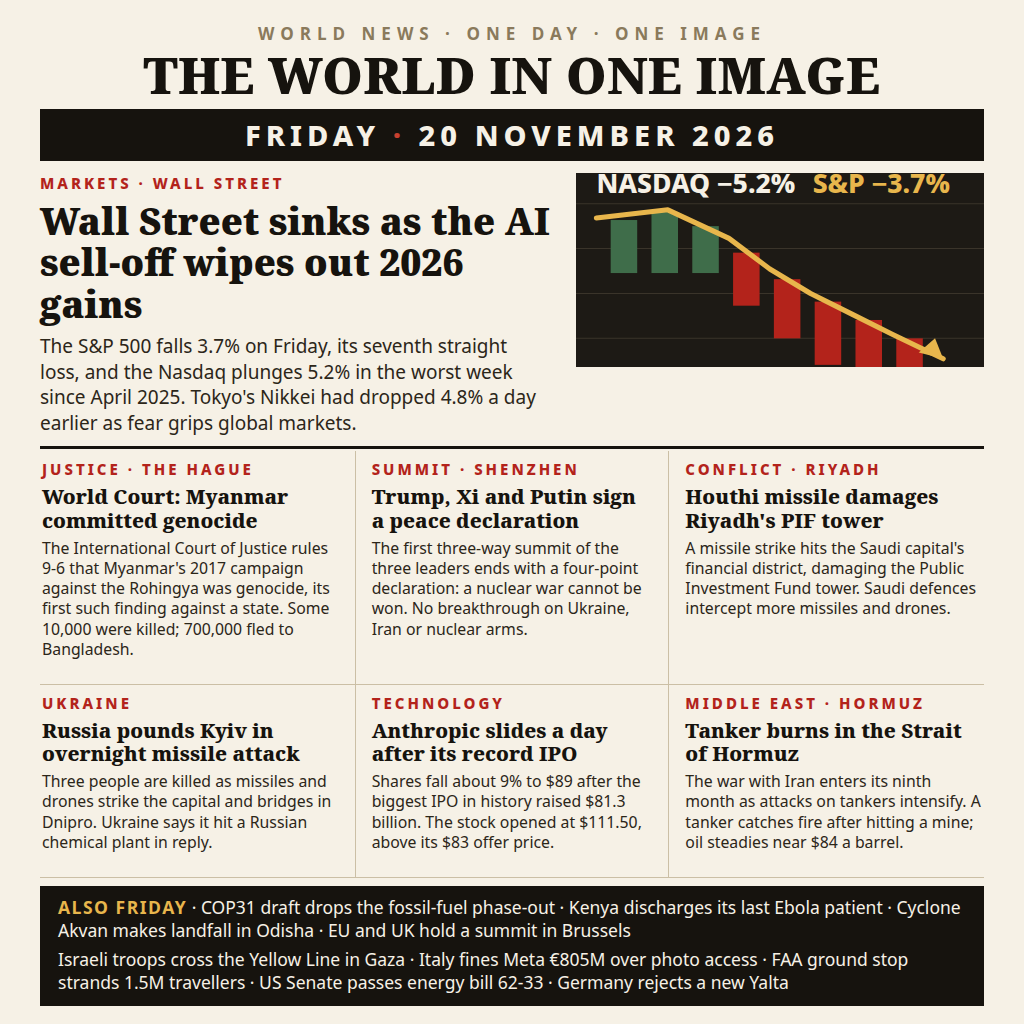 WORLD NEWS · ONE DAY · ONE IMAGE
THE WORLD IN ONE IMAGE
FRIDAY · 20 NOVEMBER 2026
MARKETS · WALL STREET
Wall Street sinks as the AI
sell-off wipes out 2026
gains
The S&P 500 falls 3.7% on Friday, its seventh straight
loss, and the Nasdaq plunges 5.2% in the worst week
since April 2025. Tokyo's Nikkei had dropped 4.8% a day
earlier as fear grips global markets.
NASDAQ −5.2% S&P −3.7%
JUSTICE · THE HAGUE
World Court: Myanmar
committed genocide
The International Court of Justice rules
9-6 that Myanmar's 2017 campaign
against the Rohingya was genocide, its
first such finding against a state. Some
10,000 were killed; 700,000 fled to
Bangladesh.
SUMMIT · SHENZHEN
Trump, Xi and Putin sign
a peace declaration
The first three-way summit of the
three leaders ends with a four-point
declaration: a nuclear war cannot be
won. No breakthrough on Ukraine,
Iran or nuclear arms.
CONFLICT · RIYADH
Houthi missile damages
Riyadh's PIF tower
A missile strike hits the Saudi capital's
financial district, damaging the Public
Investment Fund tower. Saudi defences
intercept more missiles and drones.
UKRAINE
Russia pounds Kyiv in
overnight missile attack
Three people are killed as missiles and
drones strike the capital and bridges in
Dnipro. Ukraine says it hit a Russian
chemical plant in reply.
TECHNOLOGY
Anthropic slides a day
after its record IPO
Shares fall about 9% to $89 after the
biggest IPO in history raised $81.3
billion. The stock opened at $111.50,
above its $83 offer price.
MIDDLE EAST · HORMUZ
Tanker burns in the Strait
of Hormuz
The war with Iran enters its ninth
month as attacks on tankers intensify. A
tanker catches fire after hitting a mine;
oil steadies near $84 a barrel.
ALSO FRIDAY · COP31 draft drops the fossil-fuel phase-out · Kenya discharges its last Ebola patient · Cyclone
Akvan makes landfall in Odisha · EU and UK hold a summit in Brussels
Israeli troops cross the Yellow Line in Gaza · Italy fines Meta €805M over photo access · FAA ground stop
strands 1.5M travellers · US Senate passes energy bill 62-33 · Germany rejects a new Yalta